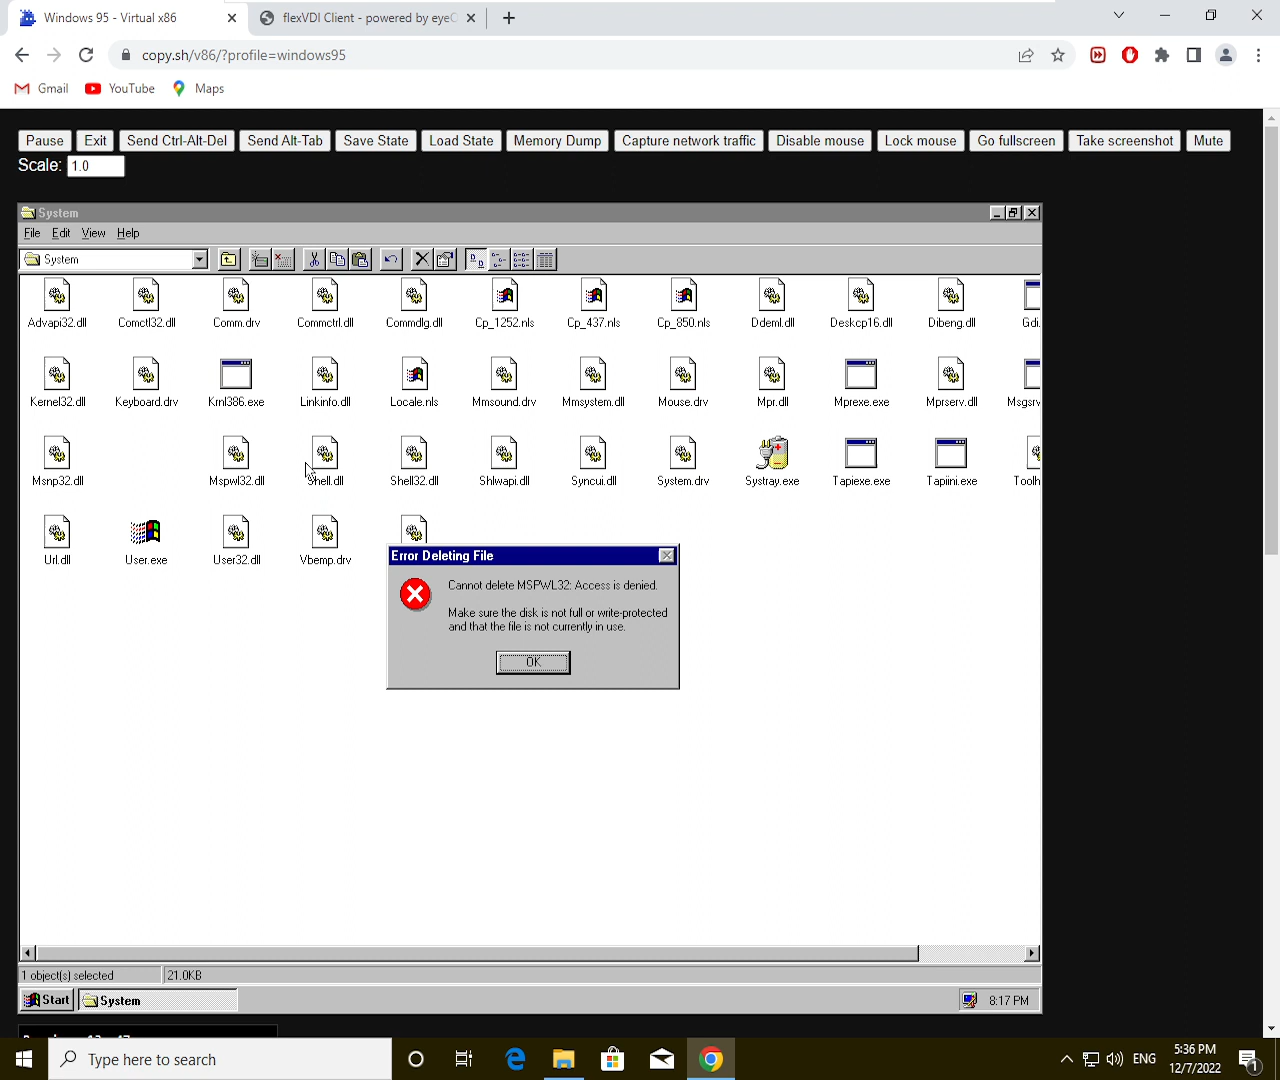 Windows 95 - Virtual x86
flexVDI Client - powered by eyeO
copy.sh/v86/?profile=windows95
Gmail YouTube Maps
Pause Exit Send Ctrl-Alt-Del Send Alt-Tab Save State Load State Memory Dump Capture network traffic Disable mouse Lock mouse Go fullscreen Take screenshot Mute
Scale: 1.0
System
File Edit View Help
System
Advapi32.dll Comctl32.dll Comm.drv Commctrl.dll Commdlg.dll Cp_1252.nls Cp_437.nls Cp_850.nls Ddeml.dll Deskcp16.dll Dibeng.dll Gdi.
Kernel32.dll Keyboard.drv Krnl386.exe Linkinfo.dll Locale.nls Mmsound.drv Mmsystem.dll Mouse.drv Mpr.dll Mprexe.exe Mprserv.dll Msgsrv
Msnp32.dll Mspwl32.dll Shell.dll Shell32.dll Shlwapi.dll Syncui.dll System.drv Systray.exe Tapiexe.exe Tapiini.exe Toolh
Url.dll User.exe User32.dll Vbemp.drv
Error Deleting File
Cannot delete MSPWL32: Access is denied.
Make sure the disk is not full or write-protected
and that the file is not currently in use.
OK
1 object(s) selected 21.0KB
Start System 8:17 PM
Type here to search
ENG
5:36 PM
12/7/2022
1